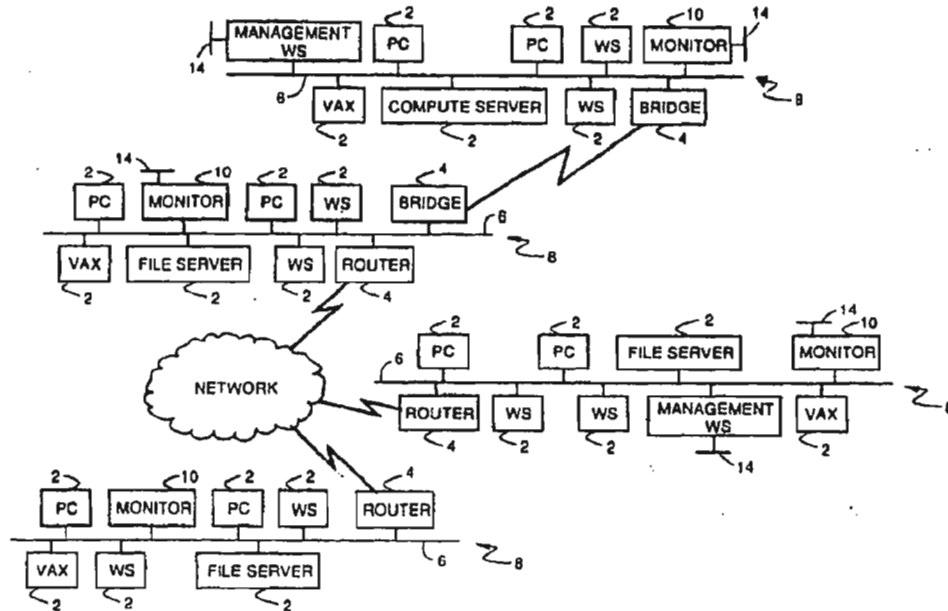 2 2 2 10 14
14 MANAGEMENT WS PC PC WS MONITOR
6 8
VAX COMPUTE SERVER WS BRIDGE
2 2 2 4
2 14 10 2 2 4
PC MONITOR PC WS BRIDGE
6 8
VAX FILE SERVER WS ROUTER
2 2 2 4
2 2 2 14 10
PC PC FILE SERVER MONITOR
NETWORK
6 8
ROUTER WS WS MANAGEMENT WS VAX
4 2 2 14 2
2 10 2 2 4
PC MONITOR PC WS ROUTER
6 8
VAX WS FILE SERVER
2 2 2